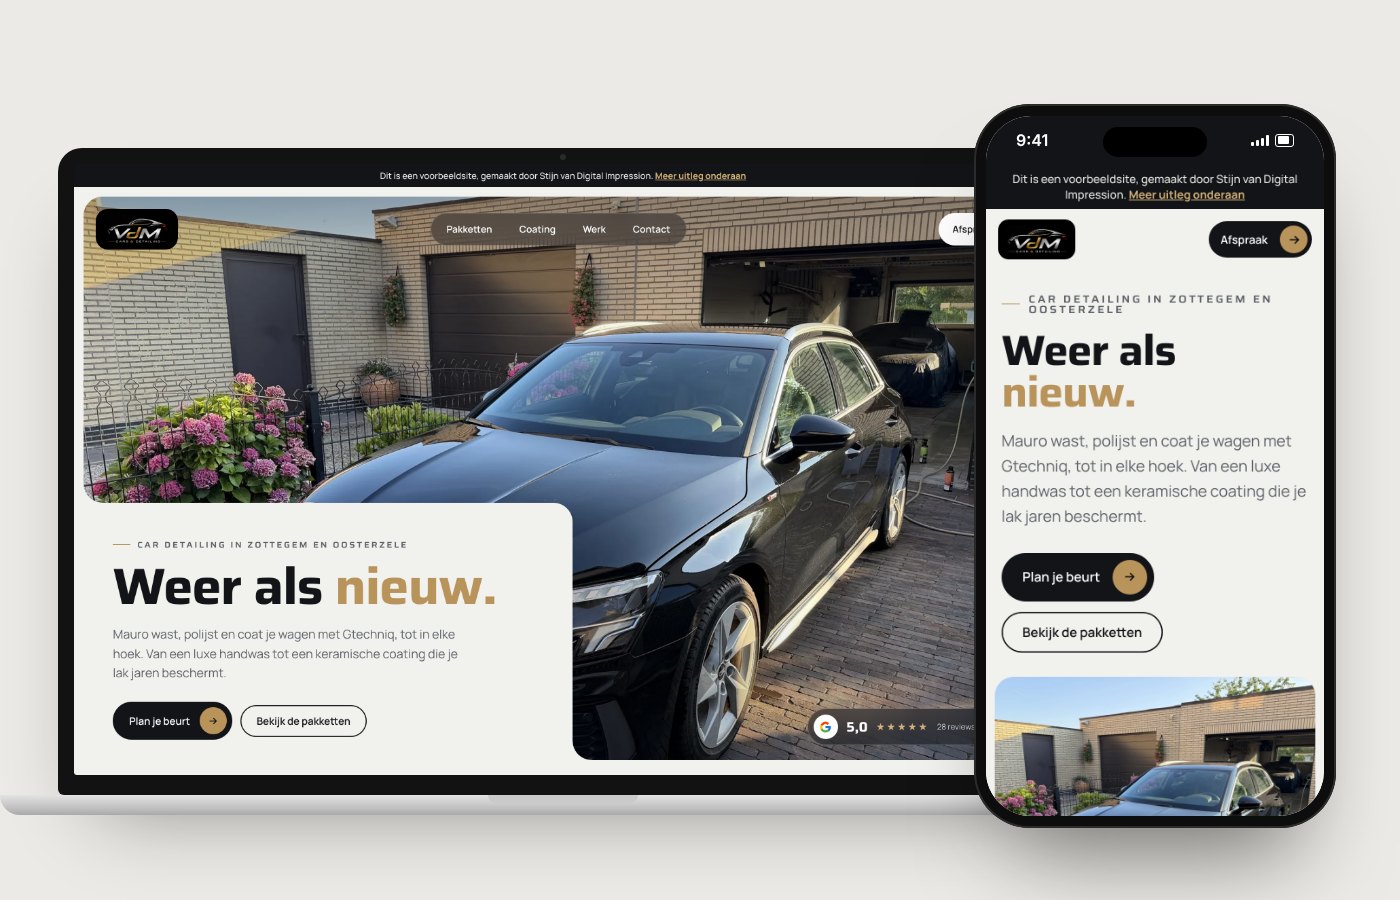 Dit is een voorbeeldsite, gemaakt door Stijn van Digital Impression. Meer uitleg onderaan
VdM
CARS & DETAILING
Pakketten
Coating
Werk
Contact
CAR DETAILING IN ZOTTEGEM EN OOSTERZELE
Weer als nieuw.
Mauro wast, polijst en coat je wagen met Gtechniq, tot in elke
hoek. Van een luxe handwas tot een keramische coating die je
lak jaren beschermt.
Plan je beurt
Bekijk de pakketten
5,0
28 reviews
9:41
Dit is een voorbeeldsite, gemaakt door Stijn van Digital
Impression. Meer uitleg onderaan
VdM
CARS & DETAILING
Afspraak
CAR DETAILING IN ZOTTEGEM EN
OOSTERZELE
Weer als
nieuw.
Mauro wast, polijst en coat je wagen met
Gtechniq, tot in elke hoek. Van een luxe
handwas tot een keramische coating die je
lak jaren beschermt.
Plan je beurt
Bekijk de pakketten